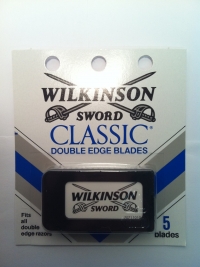 WILKINSON
SWORD
CLASSIC®
DOUBLE EDGE BLADES
WILKINSON
SWORD
Fits
all
double
edge razors
5
blades